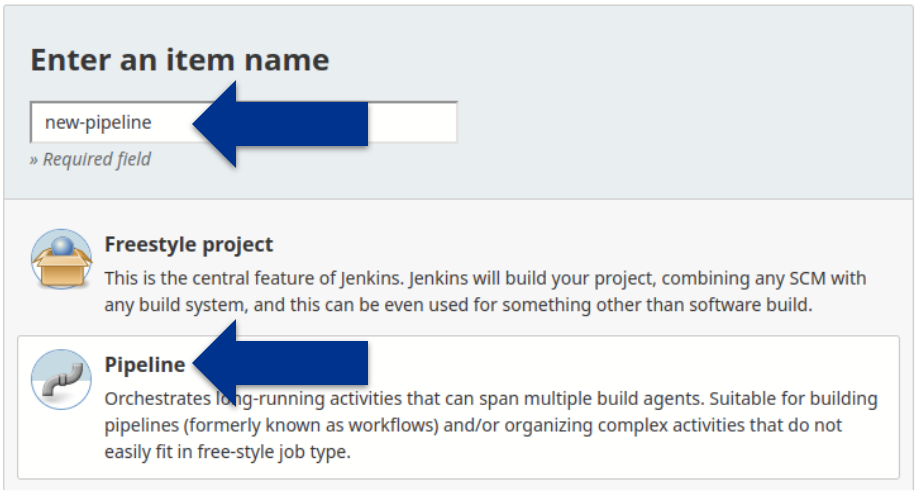 Enter an item name
new-pipeline
» Required field
Freestyle project
This is the central feature of Jenkins. Jenkins will build your project, combining any SCM with
any build system, and this can be even used for something other than software build.
Pipeline
Orchestrates long-running activities that can span multiple build agents. Suitable for building
pipelines (formerly known as workflows) and/or organizing complex activities that do not
easily fit in free-style job type.